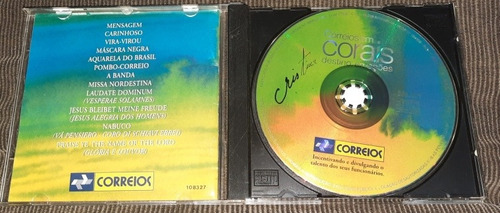 MENSAGEM
CARINHOSO
VIRA-VIROU
MÁSCARA NEGRA
AQUARELA DO BRASIL
POMBO-CORREIO
A BANDA
MISSA NORDESTINA
LAUDATE DOMINUM
(VESPERAE SOLANNES)
JESUS BLEIBET MEINE FREUDE
(JESUS ALEGRIA DOS HOMENS)
NABUCO
CORREIOS
108327
corais
CORREIOS
Incentivando e divulgando o
talento dos seus funcionários.